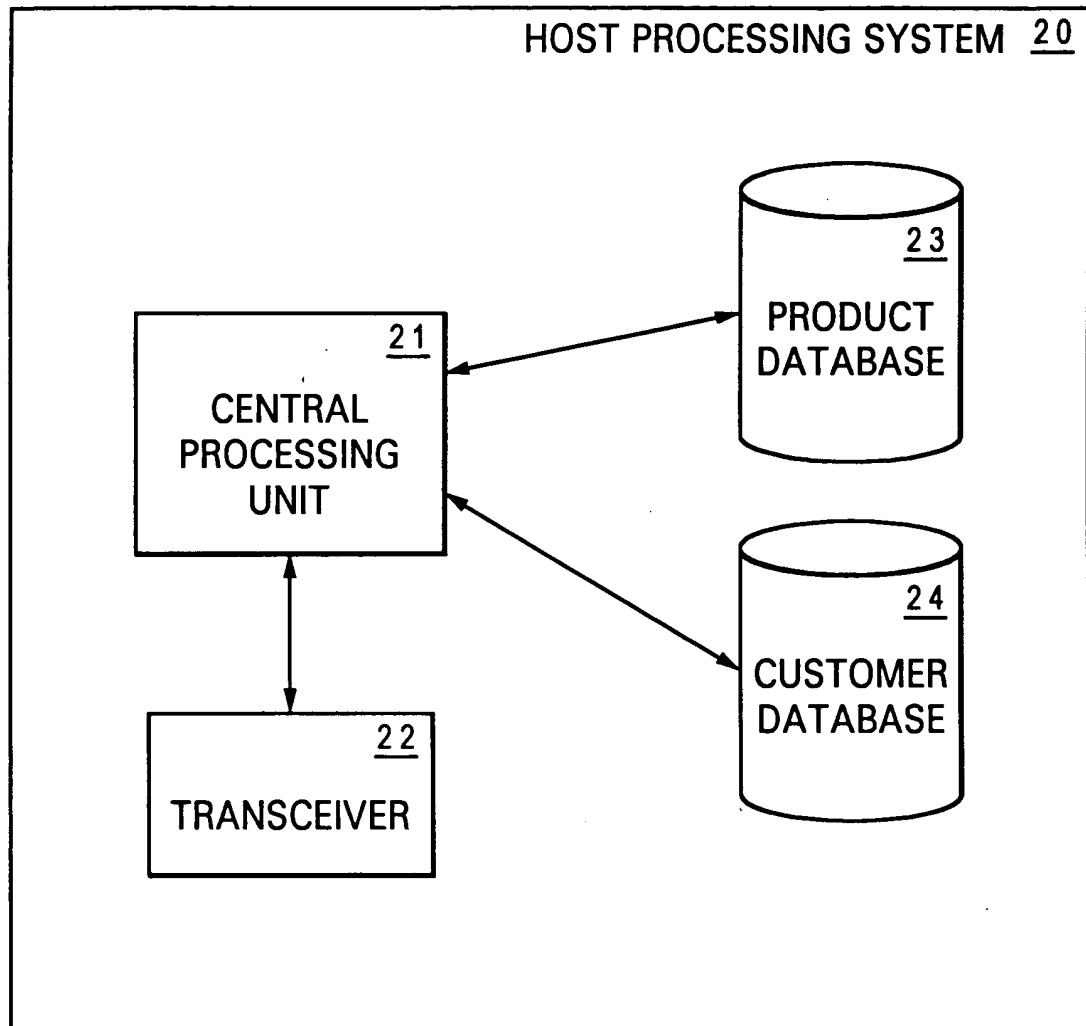 HOST PROCESSING SYSTEM 20
23
PRODUCT
DATABASE
21
CENTRAL
PROCESSING
UNIT
24
CUSTOMER
DATABASE
22
TRANSCEIVER